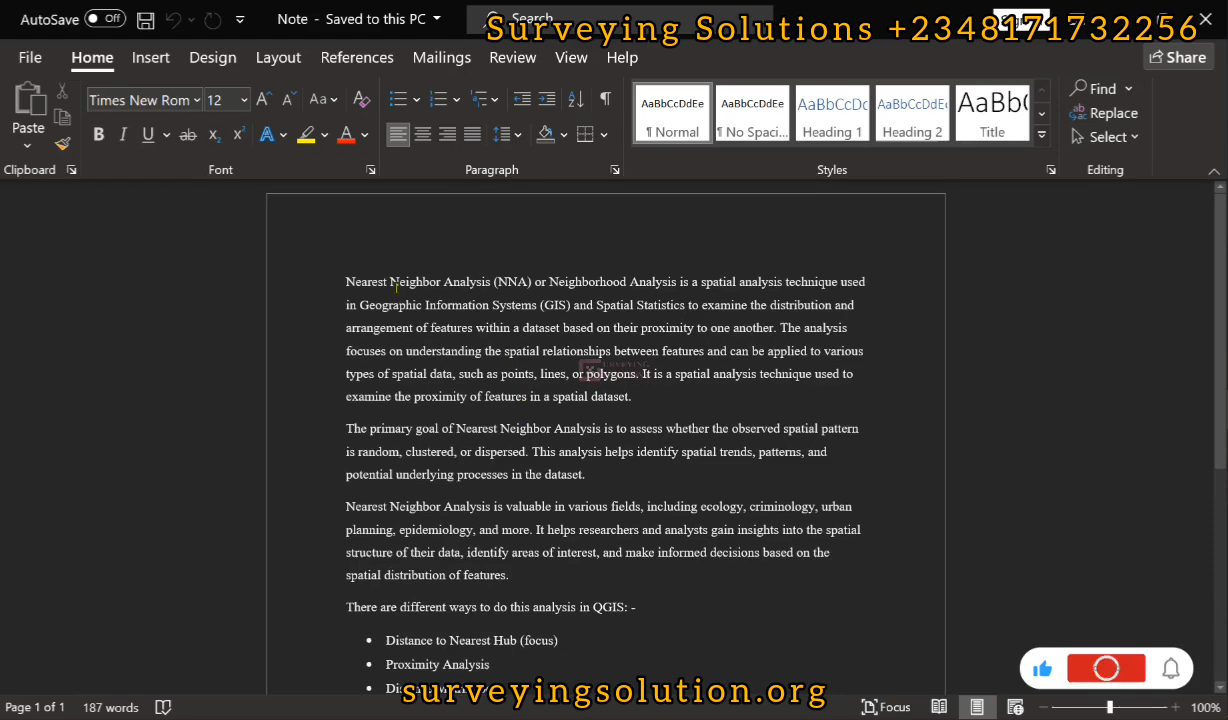 AutoSave Off Note - Saved to this PC Search
Surveying Solutions +2348171732256
File Home Insert Design Layout References Mailings Review View Help Share
Times New Rom 12 Aa Find
AaBbCcDdEe AaBbCcDdEe AaBbCcDc AaBbCcDdEe AaBb( Replace
Paste ¶ Normal ¶ No Spaci... Heading 1 Heading 2 Title Select
Clipboard Font Paragraph Styles Editing
Nearest Neighbor Analysis (NNA) or Neighborhood Analysis is a spatial analysis technique used
in Geographic Information Systems (GIS) and Spatial Statistics to examine the distribution and
arrangement of features within a dataset based on their proximity to one another. The analysis
focuses on understanding the spatial relationships between features and can be applied to various
types of spatial data, such as points, lines, or polygons. It is a spatial analysis technique used to
examine the proximity of features in a spatial dataset.
The primary goal of Nearest Neighbor Analysis is to assess whether the observed spatial pattern
is random, clustered, or dispersed. This analysis helps identify spatial trends, patterns, and
potential underlying processes in the dataset.
Nearest Neighbor Analysis is valuable in various fields, including ecology, criminology, urban
planning, epidemiology, and more. It helps researchers and analysts gain insights into the spatial
structure of their data, identify areas of interest, and make informed decisions based on the
spatial distribution of features.
There are different ways to do this analysis in QGIS: -
• Distance to Nearest Hub (focus)
• Proximity Analysis
surveyingsolution.org
Page 1 of 1 187 words Focus 100%